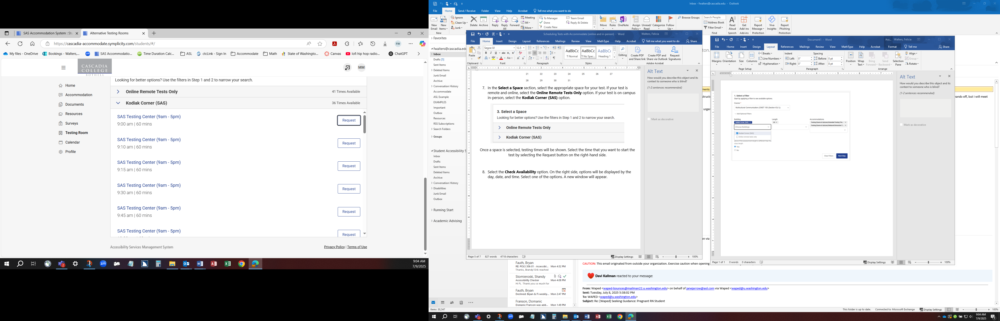 SAS Accommodation System : Stu
Alternative Testing Rooms
https://cascadia-accommodate.symplicity.com/students/#/
My files - OneDrive
Bookings - Walters,...
SAS Accommodatio...
Time Duration Calc...
ASL
ctcLink - Sign In
Accommodate
Math
State of Washingto...
Canvas
lofi hip hop radio...
ChatGPT
CASCADIA
COLLEGE
BOTHELL
MM
Home
Accommodation
Documents
Resources
Surveys
Testing Room
Calendar
Profile
Looking for better options? Use the filters in Step 1 and 2 to narrow your search.
Online Remote Tests Only
41 Times Available
Kodiak Corner (SAS)
36 Times Available
SAS Testing Center (9am - 5pm)
9:00 am | 60 mins
Request
SAS Testing Center (9am - 5pm)
9:10 am | 60 mins
Request
SAS Testing Center (9am - 5pm)
9:15 am | 60 mins
Request
SAS Testing Center (9am - 5pm)
9:30 am | 60 mins
Request
SAS Testing Center (9am - 5pm)
9:45 am | 60 mins
Request
SAS Testing Center (9am - 5pm)
Request
Accessibility Services Management System
Privacy Policy | Terms of Use
9:04 AM
7/9/2025
Inbox - fwalters@cascadia.edu - Outlook
File Home Send / Receive Folder View Help Acrobat Tell me what you want to do
New Email
New Items
Ignore
Clean Up
Junk
Delete Archive
Reply Reply All Forward
Meeting
IM
More
To Manager
Done
Create New
Team Email
Reply & Delete
Move Rules OneNote
Assign Policy Unread/ Read Categorize Follow Up
Browse Groups
Search People
Address Book
Filter Email
Read Aloud
Get Add-ins
Report Message
Viva Insights
Report Phishing
New
Find Speech Add-ins Protection Protection
Favorites
fwalters@cascadia.edu
Inbox
Drafts [5]
Sent Items
Deleted Items
Junk Email
Archive
Conversation History
Accommodate
ASL Example
EXAMPLES
Important
Outbox
Resources
RSS Subscriptions
Search Folders
Groups
Student Accessibility S
Inbox
Drafts
Sent Items
Deleted Items
Archive
Conversation History
Disabilities
Junk Email
Outbox
Running Start
Academic Advising
Items: 30,347
Scheduling Tests with Accommodate (online and in-person) - Word
Walters, Felicia
File Home Insert Design Layout References Mailings Review View MathType Help Acrobat Tell me what you want to do Share
Paste
Segoe UI 12.5
AaBbCc
¶ Normal
AaBbCc
¶ No Spac...
AaBbCc
Heading 1
Editing
Create PDF and Share link
Create PDF and Share via Outlook
Request Signatures
Clipboard Font Paragraph Styles Adobe Acrobat
21 22 23 24 25 26 27
28 29 30 31
7. In the Select a Space section, select the appropriate space for your test. If your test is
remote and online, select the Online Remote Tests Only option. If your test is on campus
in-person, select the Kodiak Corner (SAS) option.
3. Select a Space
Looking for better options? Use the filters in Step 1 and 2 to narrow your search.
Online Remote Tests Only
Kodiak Corner (SAS)
Once a space is selected, testing times will be shown. Select the time that you want to start the
test by selecting the Request button on the right-hand side.
8. Select the Check Availability option. On the right side, options will be displayed by the
day, date, and time. Select one of the options. A new window will appear.
Alt Text
How would you describe this object and its
context to someone who is blind?
(1-2 sentences recommended)
Mark as decorative
Page 5 of 7 827 words 4718 characters
Display Settings
100%
Document1 - Word
Pict... Walters, Felicia
File Home Insert Design Layout References Mailings Review View MathType Help Acrobat Format Tell me Share
Margins Orientation Size Columns
Breaks
Line Numbers
Hyphenation
Indent
Left: 0"
Right: 0"
Spacing
Before: 0 pt
After: 8 pt
Position Wrap Text Bring Forward Send Backward Selection Pane
Align
Group
Rotate
Page Setup Paragraph Arrange
1. Select a Filter
Start by applying a filter to see available options.
Course *
Multicultural Communication (CMST 150 (Section IOL1))
Add Optional Filters
Building
Length
Accommodations
Kodiak Corner (SAS)
Choose Buildings
Kodiak Corner (SAS)
Online remote tests only
above if the assessment length is different than the
class length.
Yes
No
Clear Filters
Next Step
Alt Text
How would you describe this object and its
context to someone who is blind?
(1-2 sentences recommended)
Mark as decorative
Page 1 of 1 0 words 0 characters
Display Settings
100%
ands-off, but I will meet
Fauth, Bryan
RE: POLS 306-01 - Accessibl... Mon 4:52 PM
Thanks, Brandy! Erik reached
Stomieroski, Shandy
Accessibility Checker Mon 4:08 PM
Hi Fi, Thank you so much for
Fauth, Bryan
Declined: Bryan & Fi weekly... Mon 2:47 PM
Franson, Domanic
Domanic Franson was add... Mon 1:49 PM
CAUTION: This email originated from outside your organization. Exercise caution when opening
Davi Kallman reacted to your message:
From: Waped <waped-bounces@mailman22.u.washington.edu> on behalf of janejarrow@aol.com via Waped <waped@u.washington.edu>
Sent: Tuesday, July 8, 2025 5:38:02 PM
To: WAPED <waped@u.washington.edu>
Subject: Re: [Waped] Seeking Guidance: Pregnant RN Student
This folder is up to date. Connected to: Microsoft Exchange Display Settings 100%
9:04 AM
7/9/2025